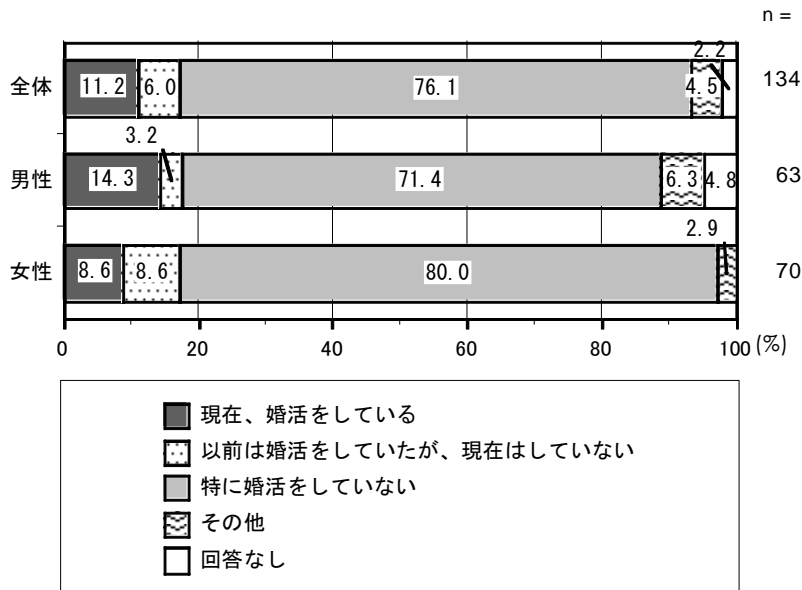 n =
2.2
全体 11.2 6.0 76.1 4.5 134
3.2
男性 14.3 71.4 6.3 4.8 63
2.9
女性 8.6 8.6 80.0 70
0 20 40 60 80 100 (%)
現在、婚活をしている
以前は婚活をしていたが、現在はしていない
特に婚活をしていない
その他
回答なし